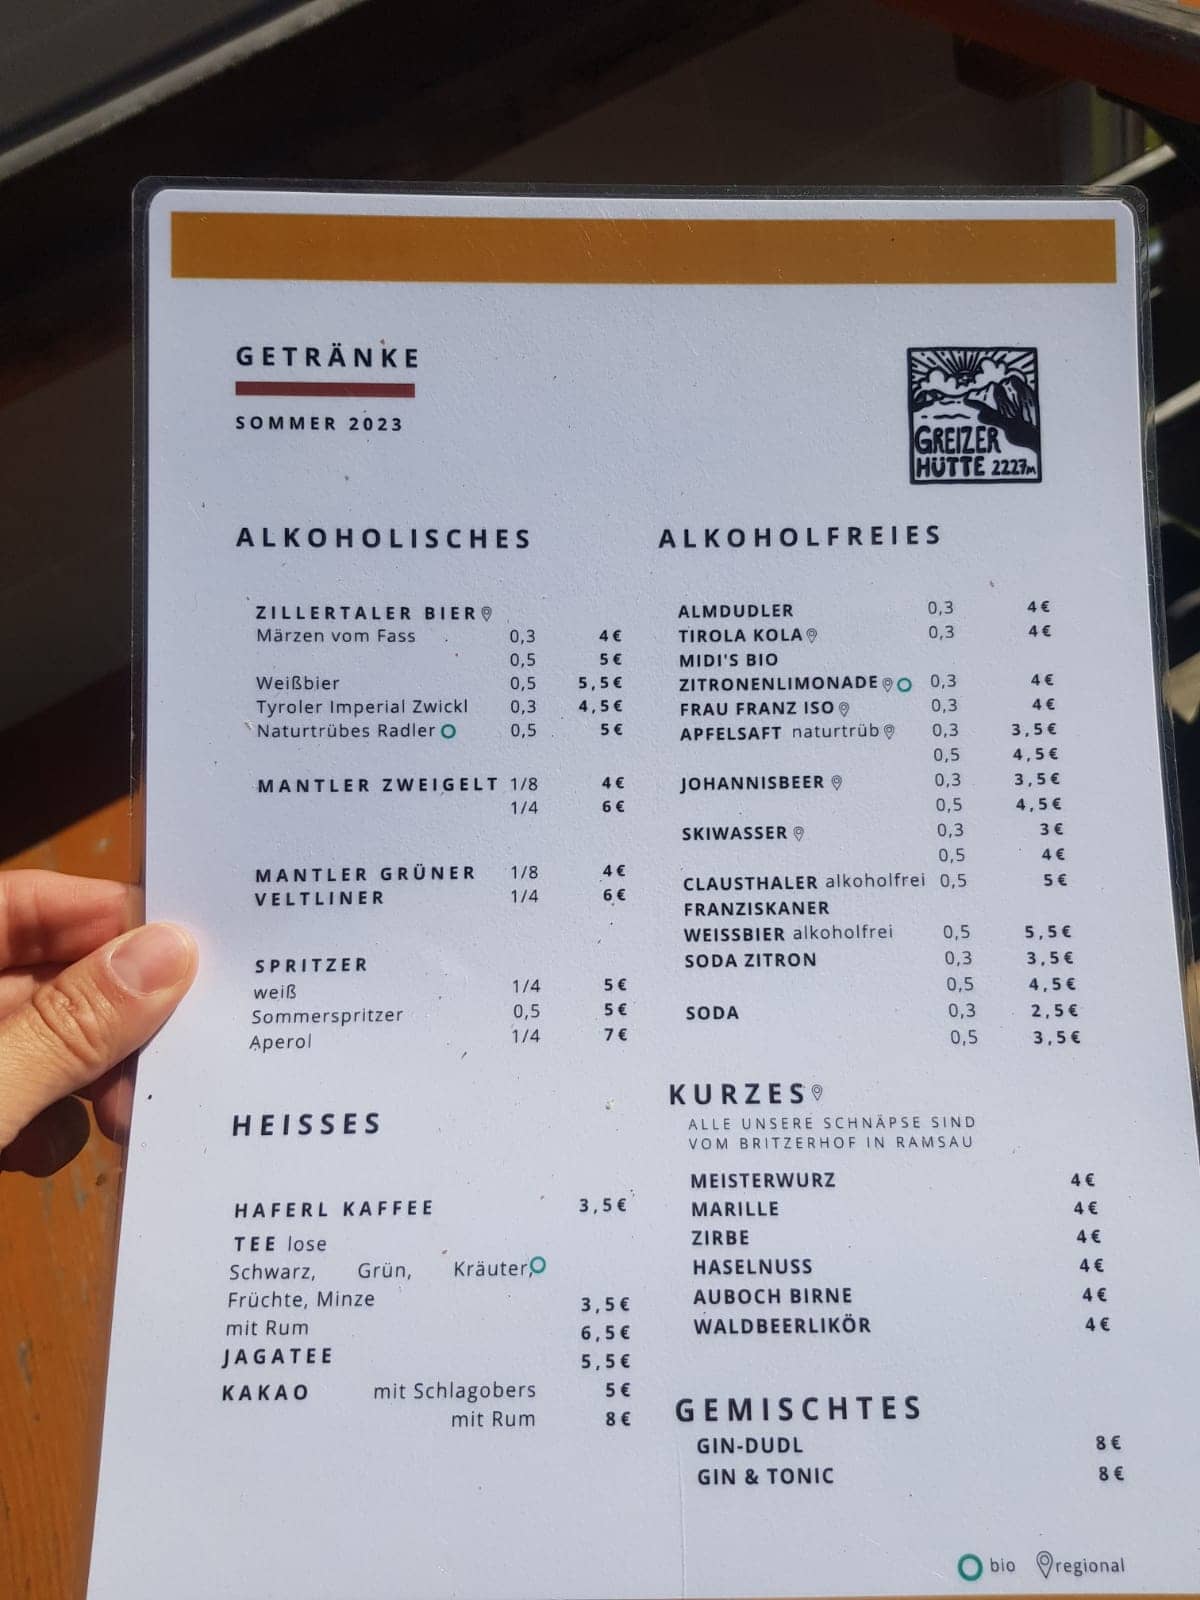 GETRÄNKE
SOMMER 2023
GREIZER
HÜTTE 2227m
ALKOHOLISCHES
ZILLERTALER BIER
Märzen vom Fass 0,3 4€
0,5 5€
Weißbier 0,5 5,5€
Tyroler Imperial Zwickl 0,3 4,5€
Naturtrübes Radler 0,5 5€
MANTLER ZWEIGELT 1/8 4€
1/4 6€
MANTLER GRÜNER 1/8 4€
VELTLINER 1/4 6€
SPRITZER
weiß 1/4 5€
Sommerspritzer 0,5 5€
Aperol 1/4 7€
HEISSES
HAFERL KAFFEE 3,5€
TEE lose
Schwarz, Grün, Kräuter,
Früchte, Minze 3,5€
mit Rum 6,5€
JAGATEE 5,5€
KAKAO mit Schlagobers 5€
mit Rum 8€
ALKOHOLFREIES
ALMDUDLER 0,3 4€
TIROLA KOLA 0,3 4€
MIDI'S BIO
ZITRONENLIMONADE 0,3 4€
FRAU FRANZ ISO 0,3 4€
APFELSAFT naturtrüb 0,3 3,5€
0,5 4,5€
JOHANNISBEER 0,3 3,5€
0,5 4,5€
SKIWASSER 0,3 3€
0,5 4€
CLAUSTHALER alkoholfrei 0,5 5€
FRANZISKANER
WEISSBIER alkoholfrei 0,5 5,5€
SODA ZITRON 0,3 3,5€
0,5 4,5€
SODA 0,3 2,5€
0,5 3,5€
KURZES
ALLE UNSERE SCHNÄPSE SIND
VOM BRITZERHOF IN RAMSAU
MEISTERWURZ 4€
MARILLE 4€
ZIRBE 4€
HASELNUSS 4€
AUBOCH BIRNE 4€
WALDBEERLIKÖR 4€
GEMISCHTES
GIN-DUDL 8€
GIN & TONIC 8€
bio regional